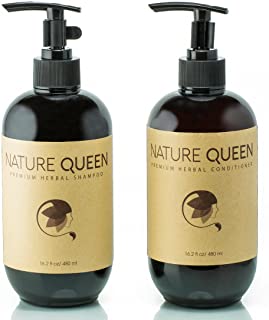 NATURE QUEEN
PREMIUM HERBAL SHAMPOO
16.2 fl oz/ 480 ml
NATURE QUEEN
PREMIUM HERBAL CONDITIONER
16.2 fl oz/ 480 ml